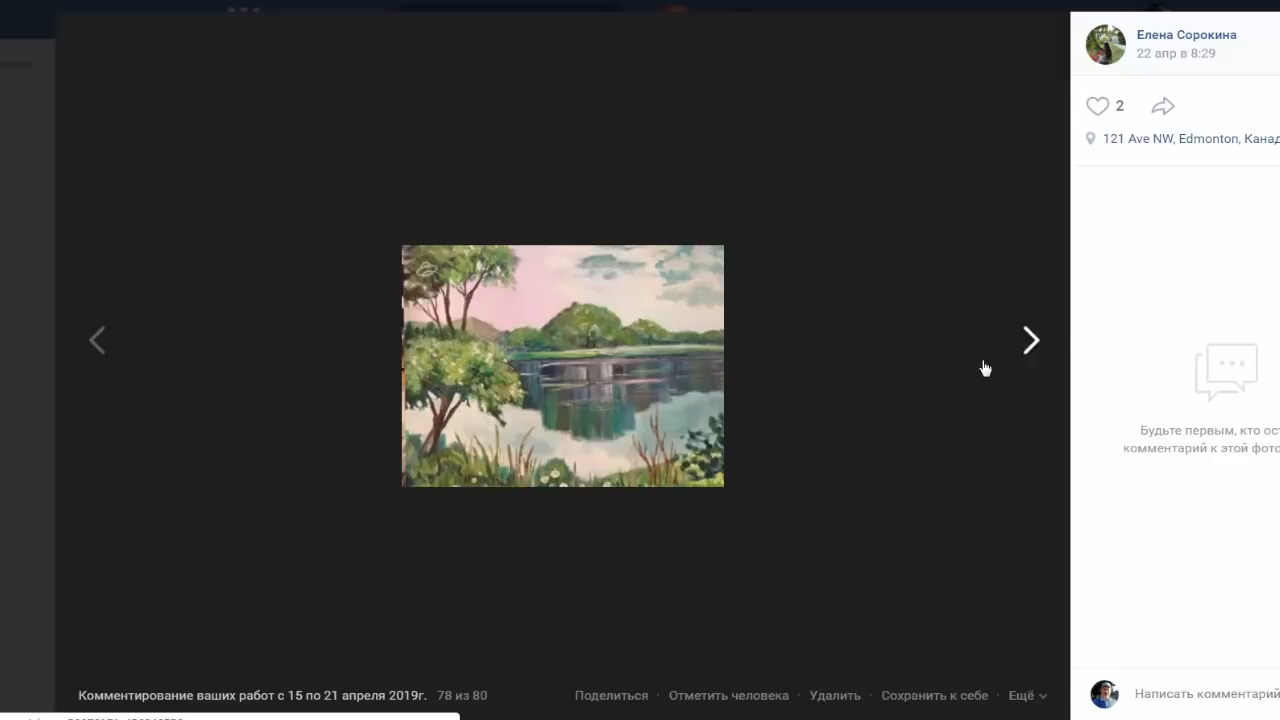 Елена Сорокина
22 апр в 8:29
2
121 Ave NW, Edmonton, Канад
Будьте первым, кто ост
комментарий к этой фото
Комментирование ваших работ с 15 по 21 апреля 2019г. 78 из 80
Поделиться · Отметить человека · Удалить · Сохранить к себе · Ещё
Написать комментарий